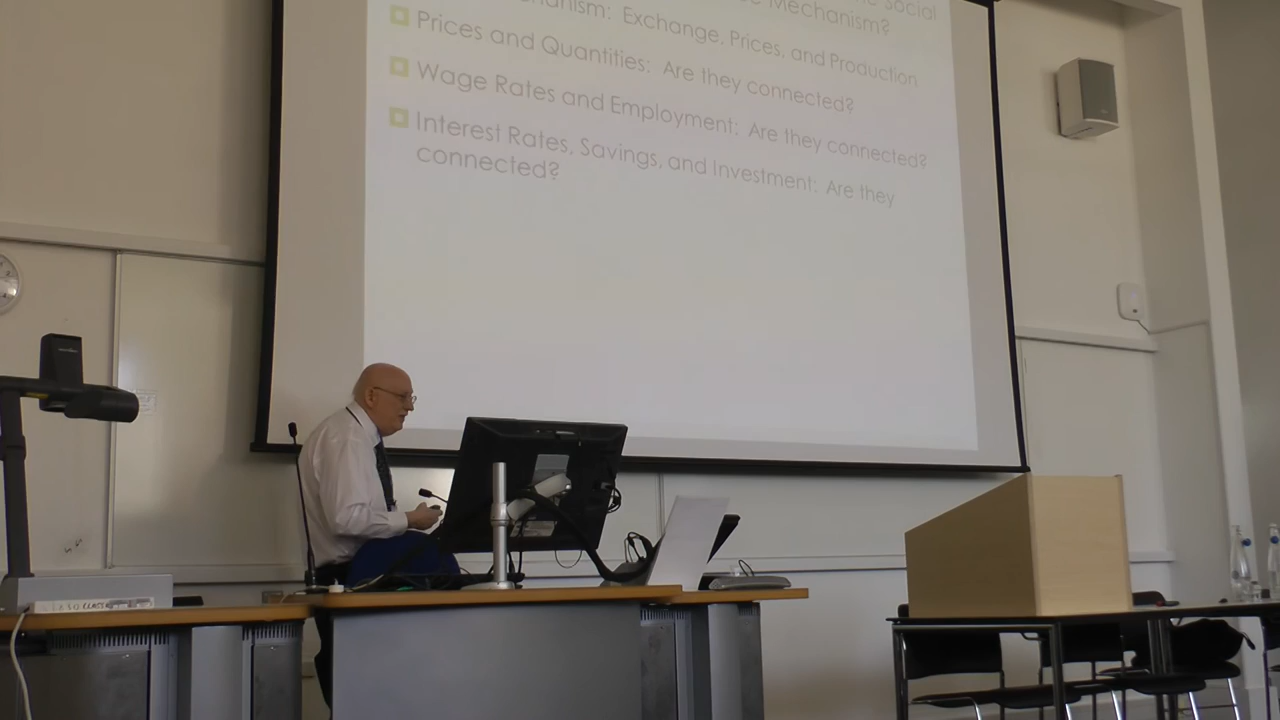 Social
Mechanism?
Exchange, Prices, and Production
Prices and Quantities: Are they connected?
Wage Rates and Employment: Are they connected?
Interest Rates, Savings, and Investment: Are they
connected?